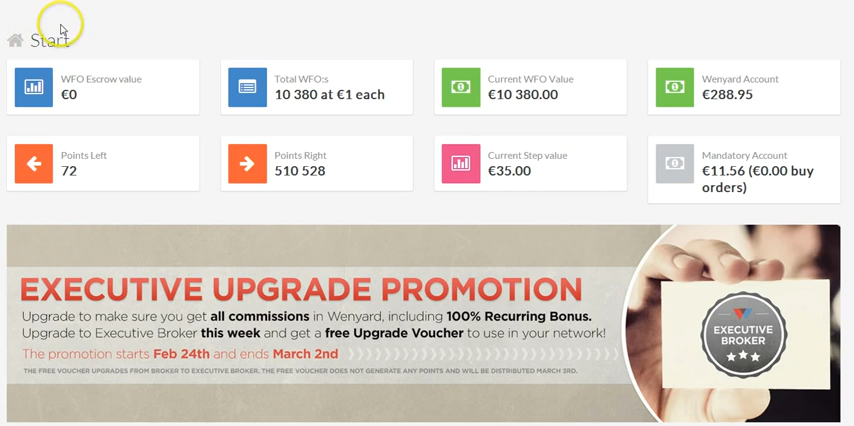 Start
WFO Escrow value
€0
Total WFO:s
10 380 at €1 each
Current WFO Value
€10 380.00
Wenyard Account
€288.95
Points Left
72
Points Right
510 528
Current Step value
€35.00
Mandatory Account
€11.56 (€0.00 buy
orders)
EXECUTIVE UPGRADE PROMOTION
Upgrade to make sure you get all commissions in Wenyard, including 100% Recurring Bonus.
Upgrade to Executive Broker this week and get a free Upgrade Voucher to use in your network!
The promotion starts Feb 24th and ends March 2nd
THE FREE VOUCHER UPGRADES FROM BROKER TO EXECUTIVE BROKER. THE FREE VOUCHER DOES NOT GENERATE ANY POINTS AND WILL BE DISTRIBUTED MARCH 3RD.
EXECUTIVE
BROKER